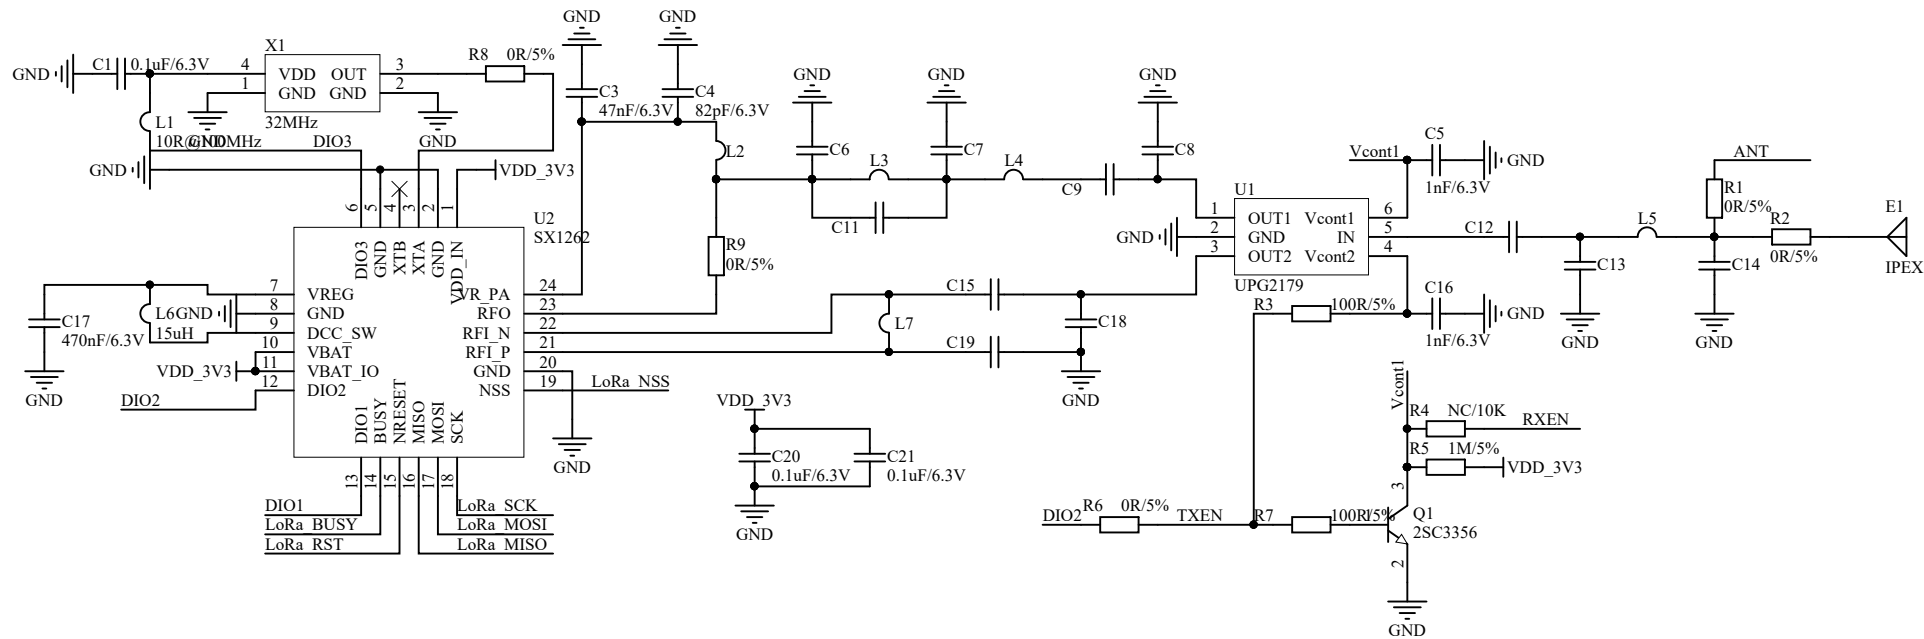 GND
C1
0.1uF/6.3V
X1
4
VDD
OUT
3
1
GND
GND
2
32MHz
R8
0R/5%
L1
10R@100MHz
GND
GND
DIO3
GND
VDD_3V3
GND
C3
47nF/6.3V
GND
C4
82pF/6.3V
L2
R9
0R/5%
GND
C6
L3
C11
GND
C7
L4
C9
GND
C8
6
5
4
3
2
1
DIO3
GND
XTB
XTA
GND
VDD_IN
U2
SX1262
7
VREG
8
GND
9
DCC_SW
10
VBAT
11
VBAT_IO
12
DIO2
VR_PA
24
RFO
23
RFI_N
22
RFI_P
21
GND
20
NSS
19
DIO1
BUSY
NRESET
MISO
MOSI
SCK
13
14
15
16
17
18
C17
470nF/6.3V
GND
L6
15uH
GND
VDD_3V3
DIO2
DIO1
LoRa_BUSY
LoRa_RST
LoRa_SCK
LoRa_MOSI
LoRa_MISO
LoRa_NSS
GND
VDD_3V3
C20
0.1uF/6.3V
C21
0.1uF/6.3V
GND
C15
L7
C19
C18
GND
GND
U1
1
OUT1
Vcont1
6
2
GND
IN
5
3
OUT2
Vcont2
4
UPG2179
Vcont1
C5
1nF/6.3V
GND
R3
100R/5%
C16
1nF/6.3V
GND
C12
C13
GND
L5
C14
GND
ANT
R1
0R/5%
R2
0R/5%
E1
IPEX
Vcont1
R4
NC/10K
RXEN
R5
1M/5%
VDD_3V3
DIO2
R6
0R/5%
TXEN
R7
100R/5%
1
3
Q1
2SC3356
2
GND